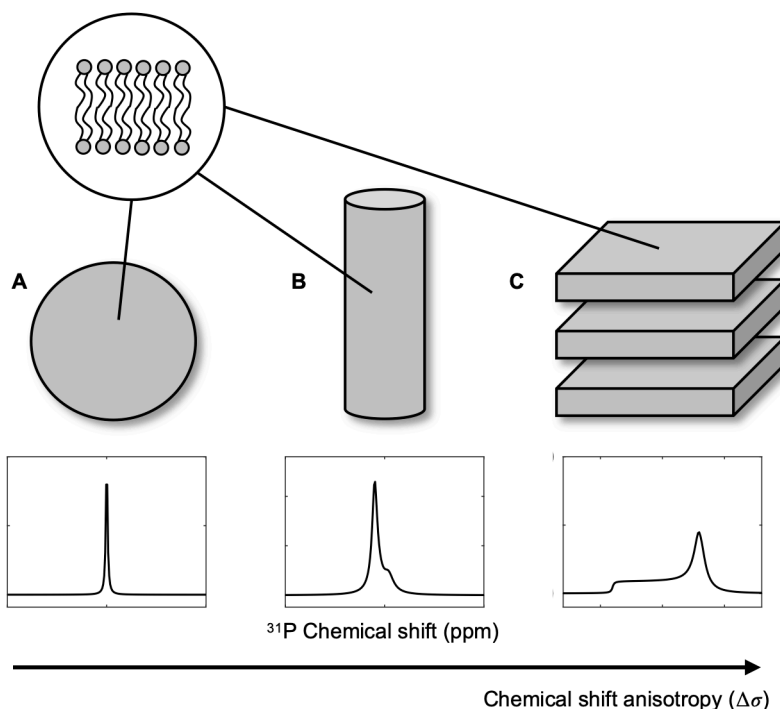 A
B
C
³¹P Chemical shift (ppm)
Chemical shift anisotropy (Δσ)